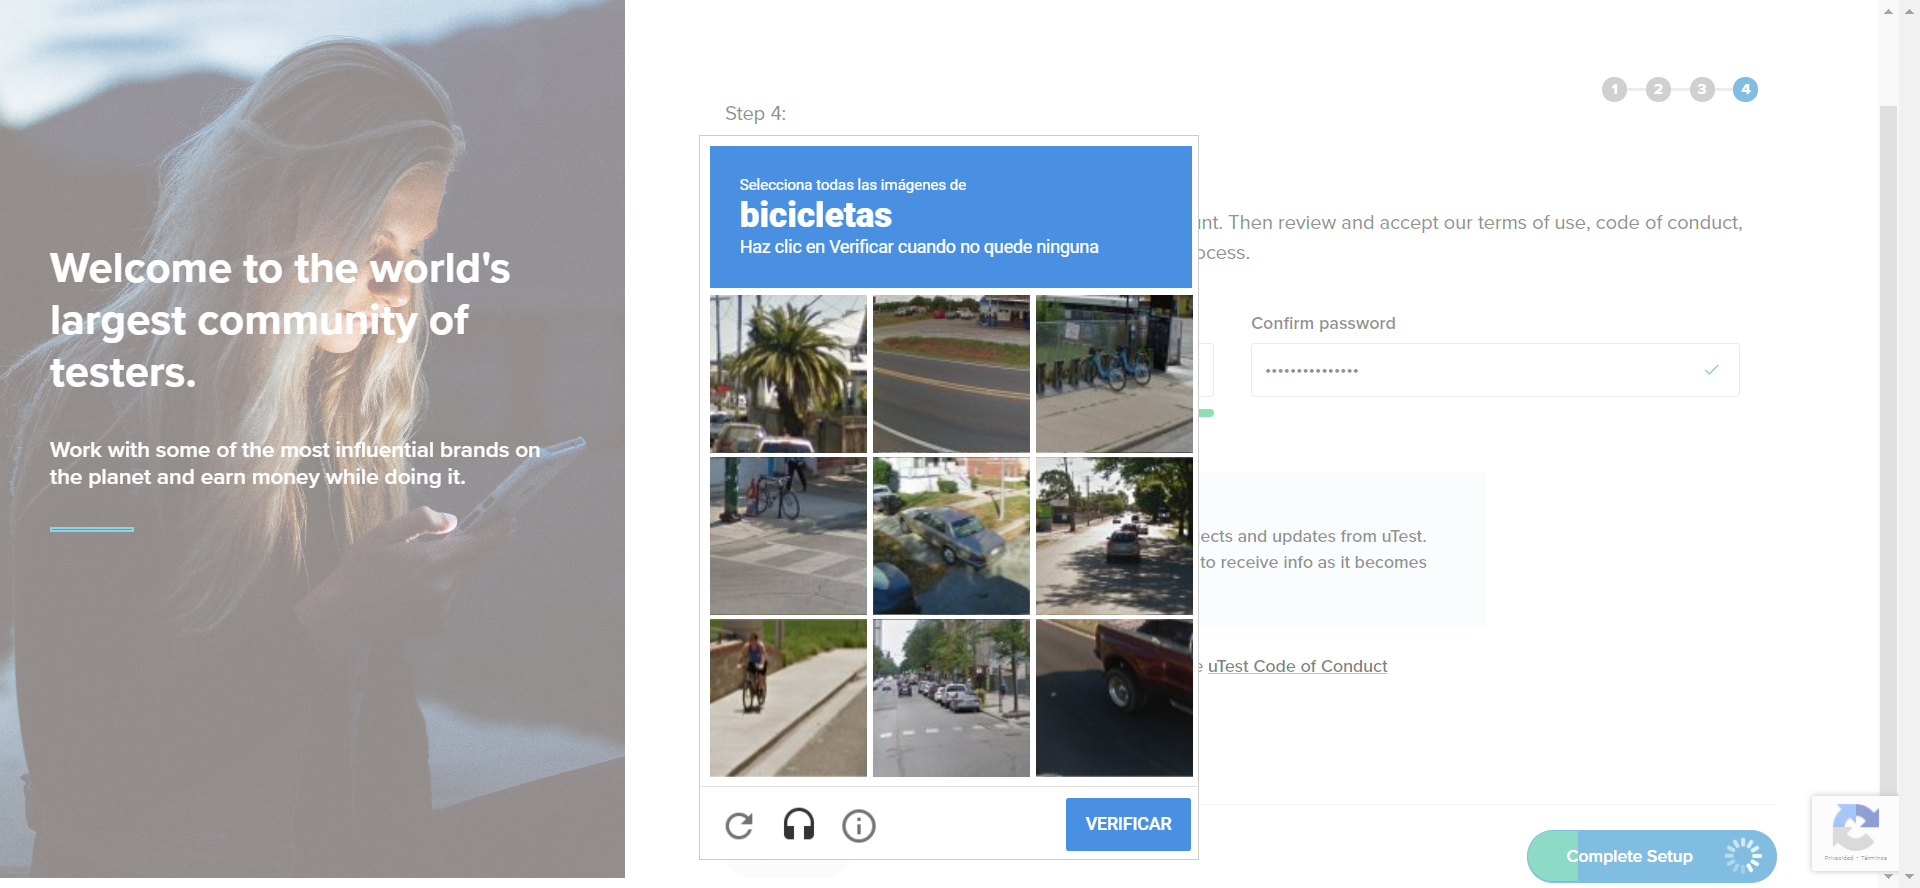 Welcome to the world's
largest community of
testers.
Work with some of the most influential brands on
the planet and earn money while doing it.
1 2 3 4
Step 4:
Selecciona todas las imágenes de
bicicletas
Haz clic en Verificar cuando no quede ninguna
VERIFICAR
Then review and accept our terms of use, code of conduct,
Confirm password
•••••••••••••••
and updates from uTest.
to receive info as it becomes
uTest Code of Conduct
Complete Setup
Privacidad • Términos